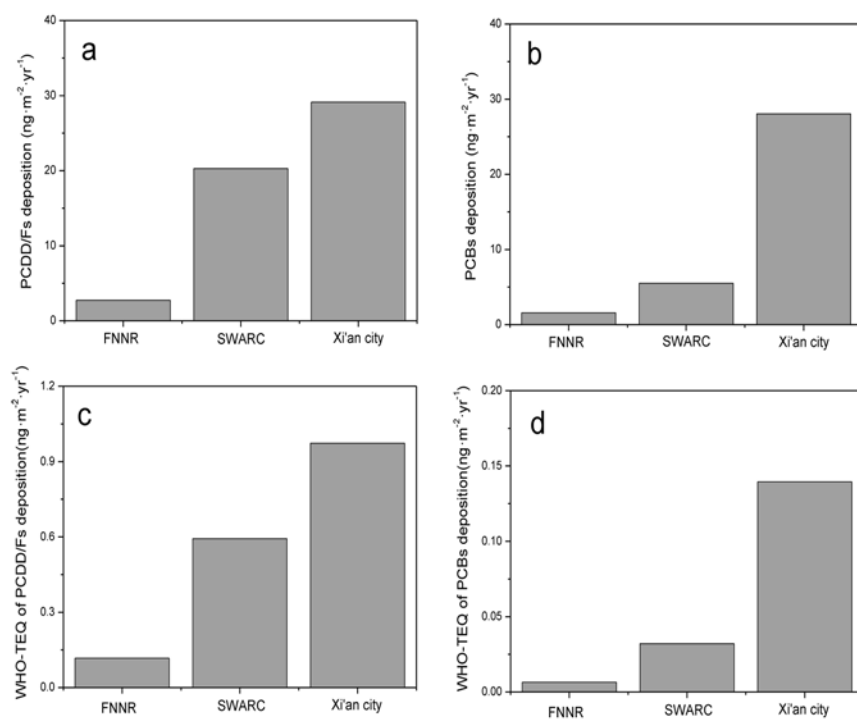 a
PCDD/Fs deposition (ng·m⁻²·yr⁻¹)
40
30
20
10
0
FNNR
SWARC
Xi'an city
b
PCBs deposition (ng·m⁻²·yr⁻¹)
40
30
20
10
0
FNNR
SWARC
Xi'an city
c
WHO-TEQ of PCDD/Fs deposition(ng·m⁻²·yr⁻¹)
1.2
0.9
0.6
0.3
0.0
FNNR
SWARC
Xi'an city
d
WHO-TEQ of PCBs deposition(ng·m⁻²·yr⁻¹)
0.20
0.15
0.10
0.05
0.00
FNNR
SWARC
Xi'an city